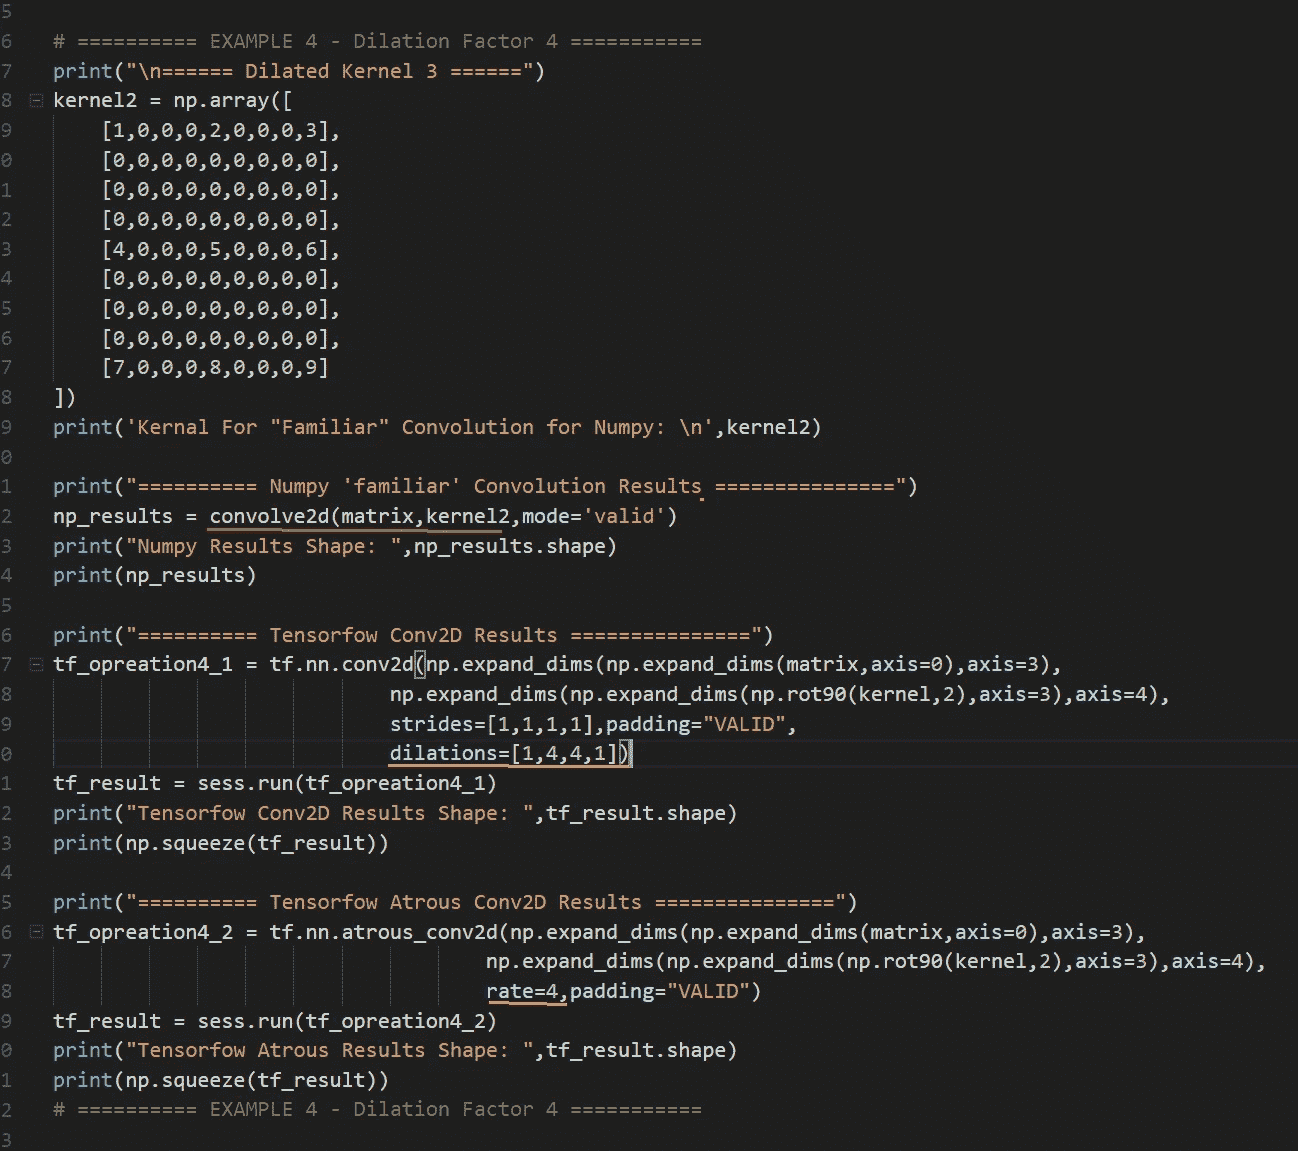 5
6 # ========== EXAMPLE 4 - Dilation Factor 4 ===========
7 print("\n====== Dilated Kernel 3 ======")
8 kernel2 = np.array([
9     [1,0,0,0,2,0,0,0,3],
0     [0,0,0,0,0,0,0,0,0],
1     [0,0,0,0,0,0,0,0,0],
2     [0,0,0,0,0,0,0,0,0],
3     [4,0,0,0,5,0,0,0,6],
4     [0,0,0,0,0,0,0,0,0],
5     [0,0,0,0,0,0,0,0,0],
6     [0,0,0,0,0,0,0,0,0],
7     [7,0,0,0,8,0,0,0,9]
8 ])
9 print('Kernal For "Familiar" Convolution for Numpy: \n',kernel2)
0
1 print("========== Numpy 'familiar' Convolution Results ===============")
2 np_results = convolve2d(matrix,kernel2,mode='valid')
3 print("Numpy Results Shape: ",np_results.shape)
4 print(np_results)
5
6 print("========== Tensorfow Conv2D Results ===============")
7 tf_opreation4_1 = tf.nn.conv2d(np.expand_dims(np.expand_dims(matrix,axis=0),axis=3),
8                             np.expand_dims(np.expand_dims(np.rot90(kernel,2),axis=3),axis=4),
9                             strides=[1,1,1,1],padding="VALID",
0                             dilations=[1,4,4,1])
1 tf_result = sess.run(tf_opreation4_1)
2 print("Tensorfow Conv2D Results Shape: ",tf_result.shape)
3 print(np.squeeze(tf_result))
4
5 print("========== Tensorfow Atrous Conv2D Results ===============")
6 tf_opreation4_2 = tf.nn.atrous_conv2d(np.expand_dims(np.expand_dims(matrix,axis=0),axis=3),
7                                     np.expand_dims(np.expand_dims(np.rot90(kernel,2),axis=3),axis=4),
8                                     rate=4,padding="VALID")
9 tf_result = sess.run(tf_opreation4_2)
0 print("Tensorfow Atrous Results Shape: ",tf_result.shape)
1 print(np.squeeze(tf_result))
2 # ========== EXAMPLE 4 - Dilation Factor 4 ===========
3